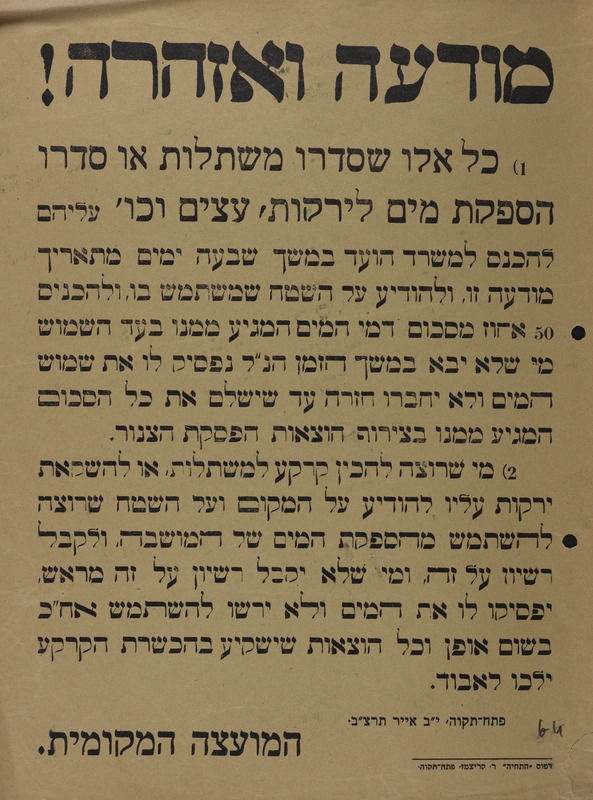 מודעה ואזהרה!
1) כל אלו שסדרו משתלות או סדרו
הספקת מים לירקות, עצים וכו' עליהם
להכנס למשרד הועד במשך שבעה ימים מתאריך
מודעה זו, ולהודיע על השטח שמשתמש בו, ולהכניס
50 אחוז מסכום דמי המים המגיע ממנו בעד השמוש
מי שלא יבא במשך הזמן הנ"ל נפסיק לו את שמוש
המים ולא יחברו חזרה עד שישלם את כל הסכום
המגיע ממנו בצירוף הוצאות הפסקת הצנור.
2) מי שרוצה להכין קרקע למשתלות, או להשקאת
ירקות עליו להודיע על המקום ועל השטח שרוצה
להשתמש מהספקת המים של המושבה, ולקבל
רשיון על זה, ומי שלא יקבל רשיון על זה מראש,
יפסיקו לו את המים ולא ירשו להשתמש אח"כ
בשום אופן וכל הוצאות שישקיע בהכשרת הקרקע
ילכו לאבוד.
פתח-תקוה, י"ב אייר תרצ"ב.
המועצה המקומית.
דפוס "התחיה" ר. קריצמן, פתח-תקוה.
64